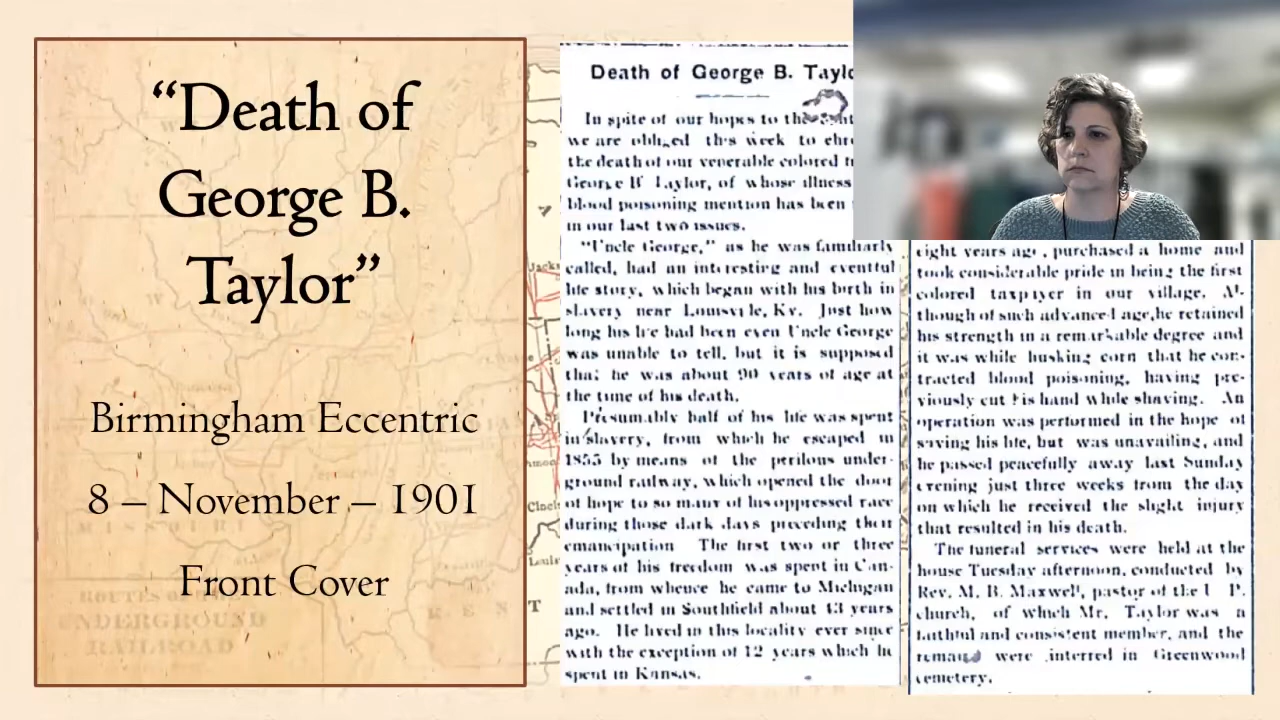 “Death of
George B.
Taylor”
Birmingham Eccentric
8 – November – 1901
Front Cover
Death of George B. Taylo
In spite of our hopes to the
we are obliged this week to
the death of our venerable colored
George B Taylor, of whose illness
blood poisoning mention has been
in our last two issues.
"Uncle George," as he was familiarly
called, had an interesting and eventful
life story, which began with his birth in
slavery near Louisville, Ky. Just how
long his life had been even Uncle George
was unable to tell, but it is supposed
that he was about 90 years of age at
the time of his death.
Presumably half of his life was spent
in slavery, from which he escaped in
1855 by means of the perilous under-
ground railway, which opened the door
of hope to so many of his oppressed race
during those dark days preceding their
emancipation The first two or three
years of his freedom was spent in Can-
ada, from whence he came to Michigan
and settled in Southfield about 43 years
ago. He lived in this locality ever since
with the exception of 12 years which he
spent in Kansas.
eight years ago, purchased a home and
took considerable pride in being the first
colored taxpayer in our village. Al-
though of such advanced age, he retained
his strength in a remarkable degree and
it was while husking corn that he con-
tracted blood poisoning, having pre-
viously cut his hand while shaving. An
operation was performed in the hope of
saving his life, but was unavailing, and
he passed peacefully away last Sunday
evening just three weeks from the day
on which he received the slight injury
that resulted in his death.
The funeral services were held at the
house Tuesday afternoon, conducted by
Rev. M. B. Maxwell, pastor of the U P.
church, of which Mr. Taylor was a
faithful and consistent member, and the
remains were interred in Greenwood
cemetery.
MISSOURI
ROUTES OF
UNDERGROUND
RAILROAD